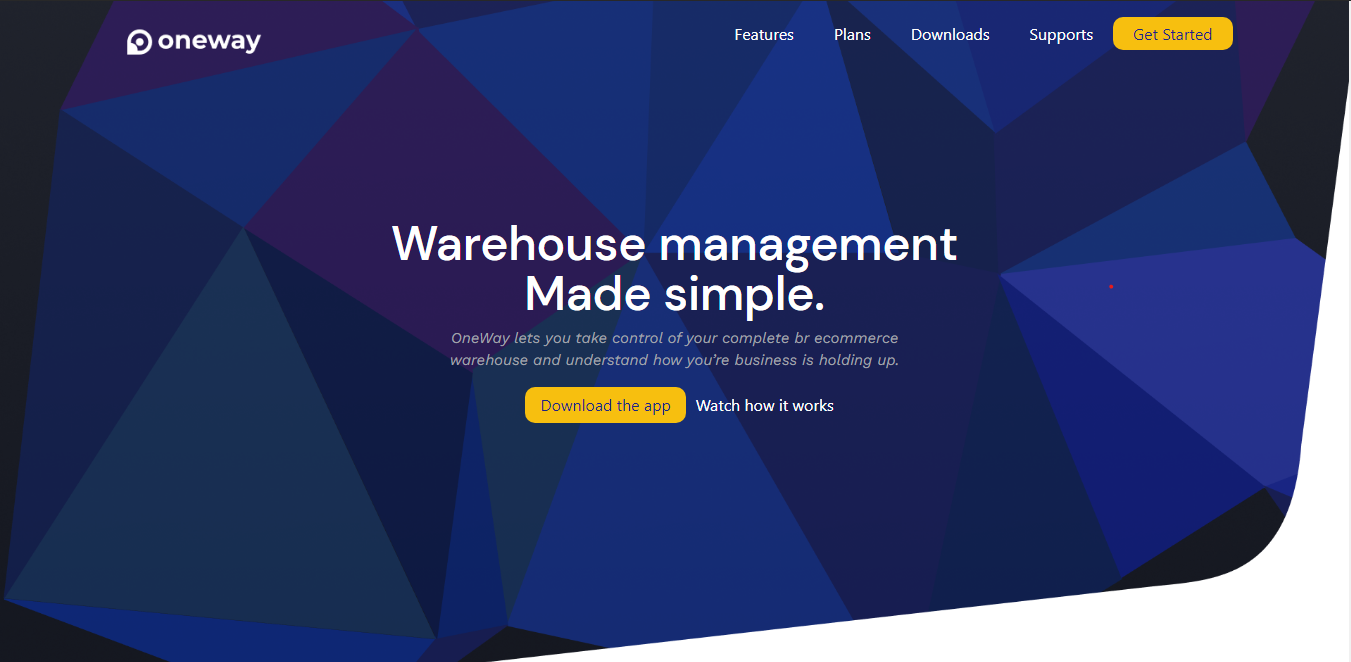 oneway
Features Plans Downloads Supports Get Started
Warehouse management
Made simple.
OneWay lets you take control of your complete br ecommerce
warehouse and understand how you’re business is holding up.
Download the app Watch how it works